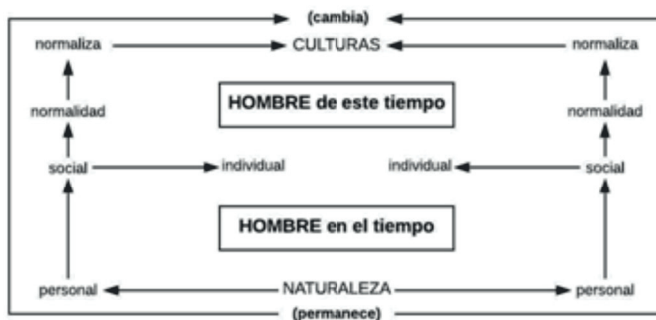 (cambia)
normaliza CULTURAS normaliza
HOMBRE de este tiempo
normalidad normalidad
social individual individual social
HOMBRE en el tiempo
personal NATURALEZA personal
(permanece)